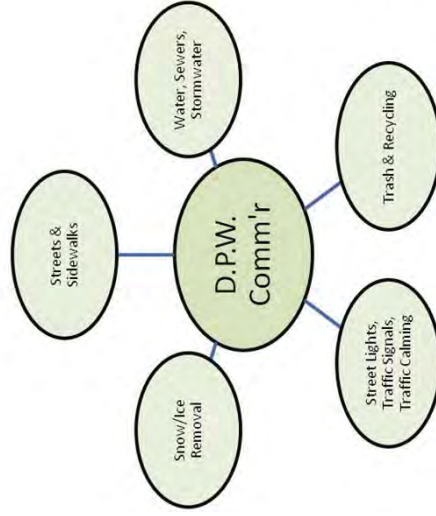 Streets &
Sidewalks
Water, Sewers,
Stormwater
Trash & Recycling
Street Lights,
Traffic Signals,
Traffic Calming
Snow/Ice
Removal
D.P.W.
Comm'r